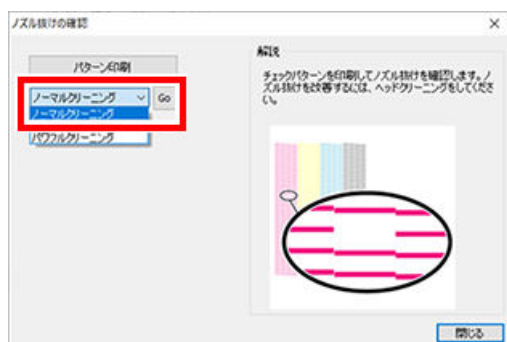 ノズル抜けの確認
パターン印刷
ノーマルクリーニング
Go
ノーマルクリーニング
パワフルクリーニング
解説
チェックパターンを印刷してノズル抜けを確認します。ノ
ズル抜けを改善するには、ヘッドクリーニングをしてくださ
い。
閉じる